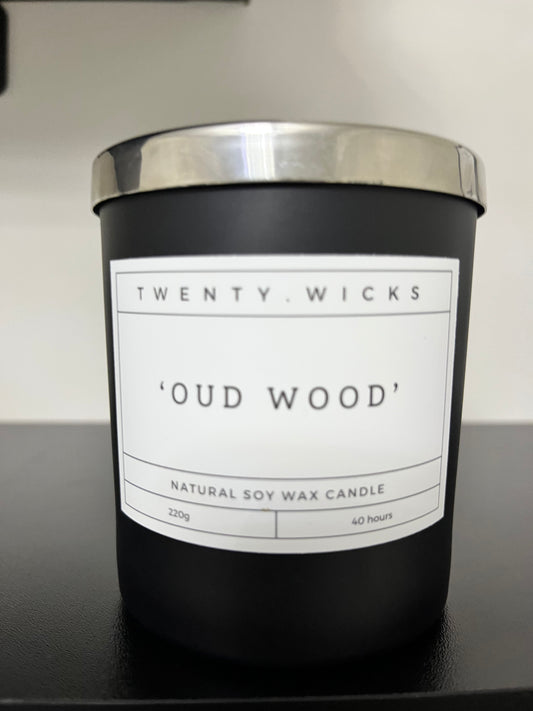 TWENTY.WICKS
‘OUD WOOD’
NATURAL SOY WAX CANDLE
220g
40 hours